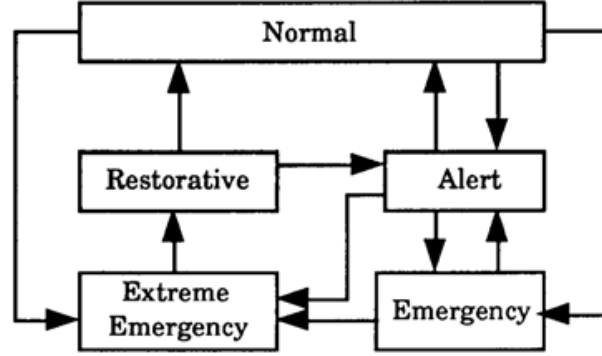 Normal
Restorative
Alert
Extreme
Emergency
Emergency